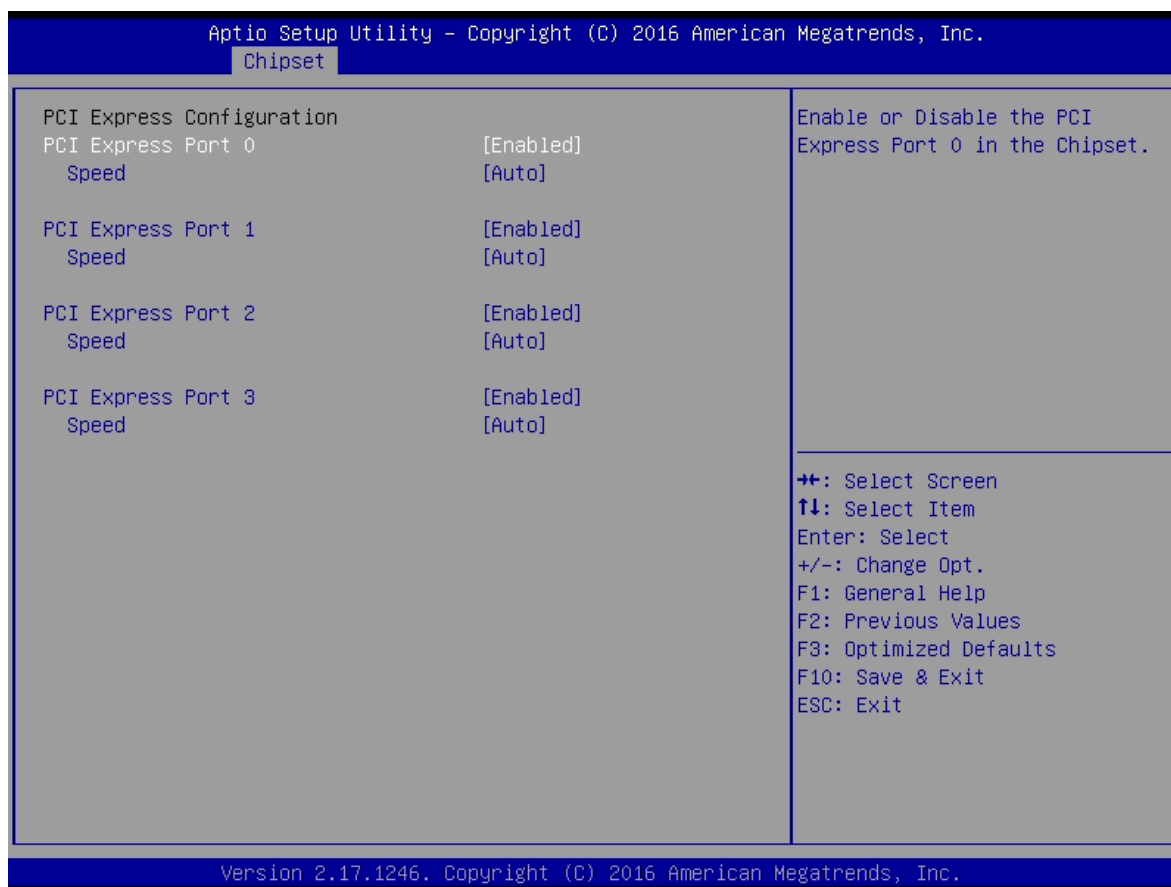 Aptio Setup Utility – Copyright (C) 2016 American Megatrends, Inc.
Chipset
PCI Express Configuration
PCI Express Port 0 [Enabled]
Speed [Auto]
PCI Express Port 1 [Enabled]
Speed [Auto]
PCI Express Port 2 [Enabled]
Speed [Auto]
PCI Express Port 3 [Enabled]
Speed [Auto]
Enable or Disable the PCI
Express Port 0 in the Chipset.
→←: Select Screen
↑↓: Select Item
Enter: Select
+/-: Change Opt.
F1: General Help
F2: Previous Values
F3: Optimized Defaults
F10: Save & Exit
ESC: Exit
Version 2.17.1246. Copyright (C) 2016 American Megatrends, Inc.